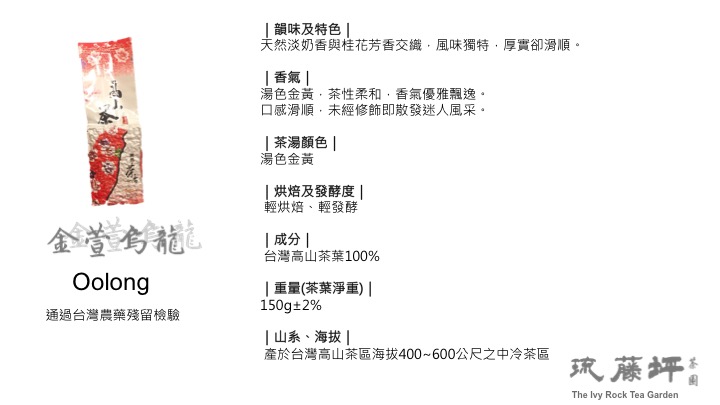 高山茶
金萱烏龍
Oolong
通過台灣農藥殘留檢驗
| 韻味及特色 |
天然淡奶香與桂花芳香交織，風味獨特，厚實卻滑順。
| 香氣 |
湯色金黃，茶性柔和，香氣優雅飄逸。
口感滑順，未經修飾即散發迷人風采。
| 茶湯顏色 |
湯色金黃
| 烘焙及發酵度 |
輕烘焙、輕發酵
| 成分 |
台灣高山茶葉100%
| 重量(茶葉淨重) |
150g±2%
| 山系、海拔 |
產於台灣高山茶區海拔400~600公尺之中冷茶區
琉藤坪茶園
The Ivy Rock Tea Garden